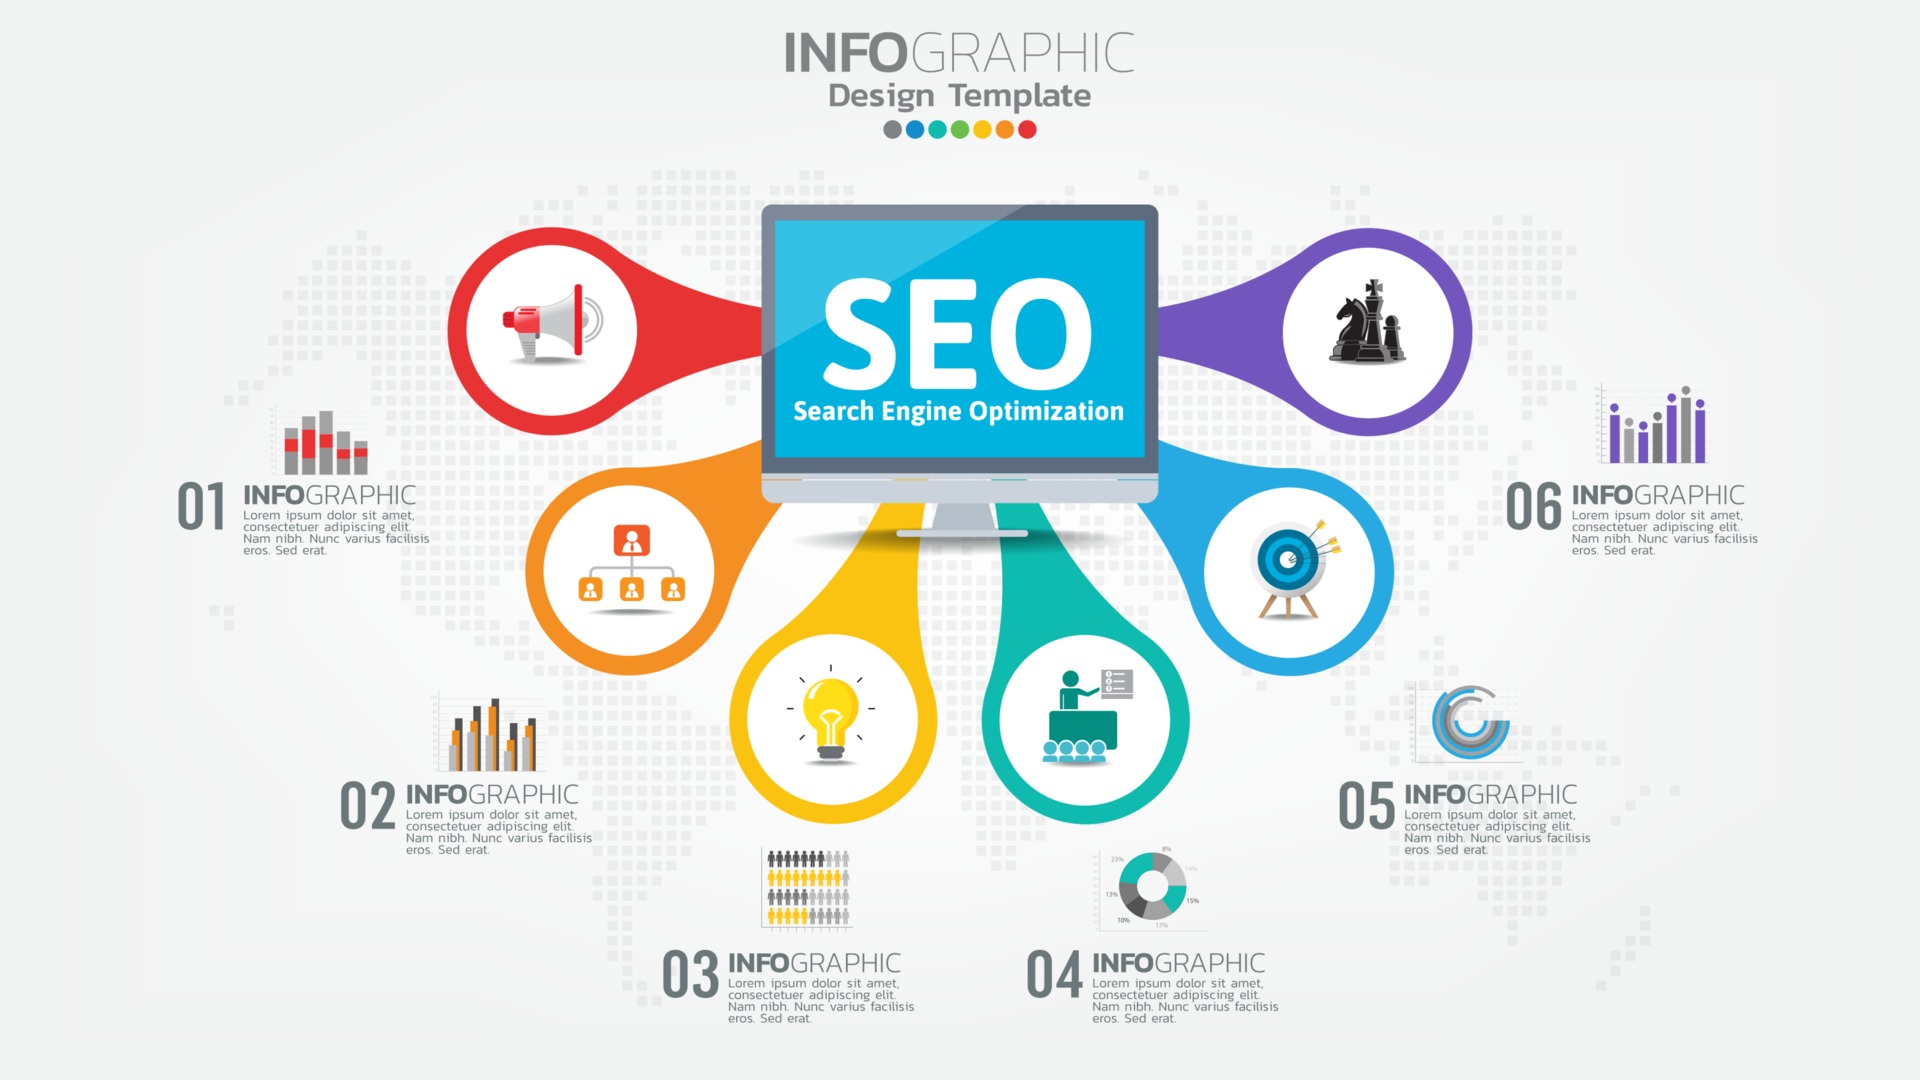 INFOGRAPHIC
Design Template
SEO
Search Engine Optimization
01
INFOGRAPHIC
Lorem ipsum dolor sit amet,
consectetuer adipiscing elit.
Nam nibh. Nunc varius facilisis
eros. Sed erat.
02
INFOGRAPHIC
Lorem ipsum dolor sit amet,
consectetuer adipiscing elit.
Nam nibh. Nunc varius facilisis
eros. Sed erat.
03
INFOGRAPHIC
Lorem ipsum dolor sit amet,
consectetuer adipiscing elit.
Nam nibh. Nunc varius facilisis
eros. Sed erat.
8%
23%
14%
13%
15%
10%
17%
04
INFOGRAPHIC
Lorem ipsum dolor sit amet,
consectetuer adipiscing elit.
Nam nibh. Nunc varius facilisis
eros. Sed erat.
05
INFOGRAPHIC
Lorem ipsum dolor sit amet,
consectetuer adipiscing elit.
Nam nibh. Nunc varius facilisis
eros. Sed erat.
06
INFOGRAPHIC
Lorem ipsum dolor sit amet,
consectetuer adipiscing elit.
Nam nibh. Nunc varius facilisis
eros. Sed erat.